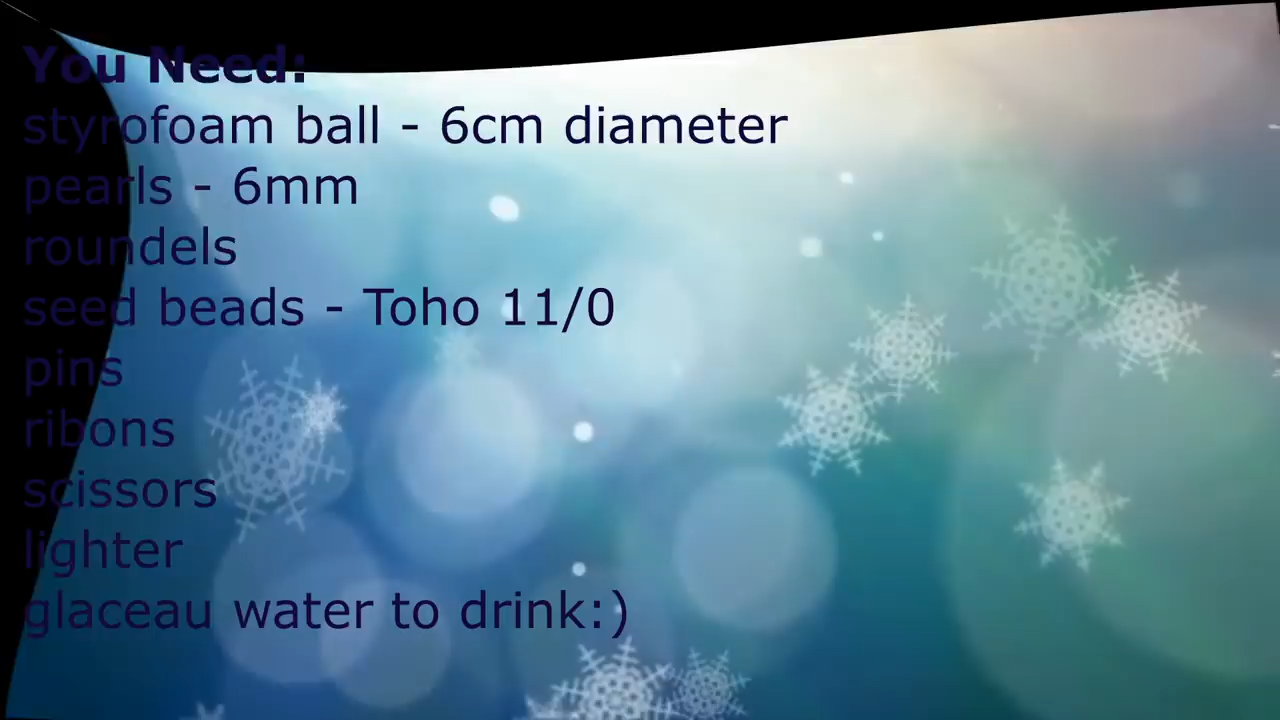 You Need:
styrofoam ball - 6cm diameter
pearls - 6mm
roundels
seed beads - Toho 11/0
pins
ribons
scissors
lighter
glaceau water to drink:)